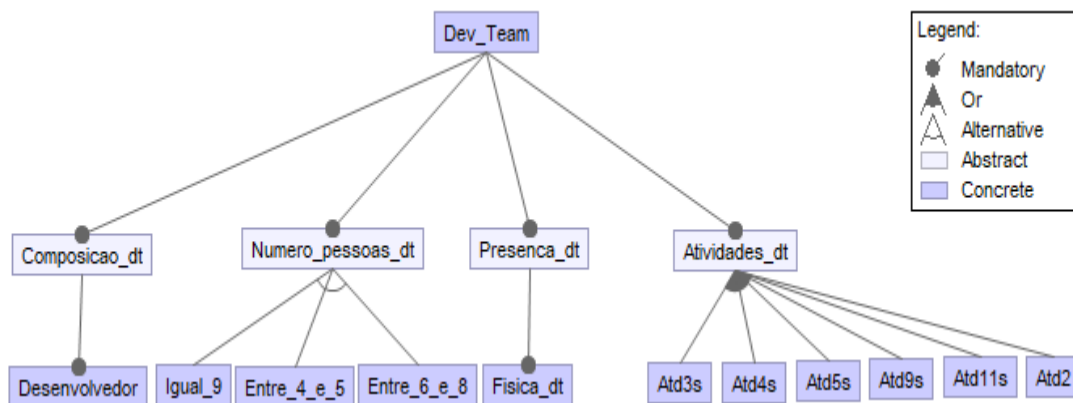 Dev_Team
Legend:
Mandatory
Or
Alternative
Abstract
Concrete
Composicao_dt
Numero_pessoas_dt
Presenca_dt
Atividades_dt
Desenvolvedor
Igual_9
Entre_4_e_5
Entre_6_e_8
Fisica_dt
Atd3s
Atd4s
Atd5s
Atd9s
Atd11s
Atd2